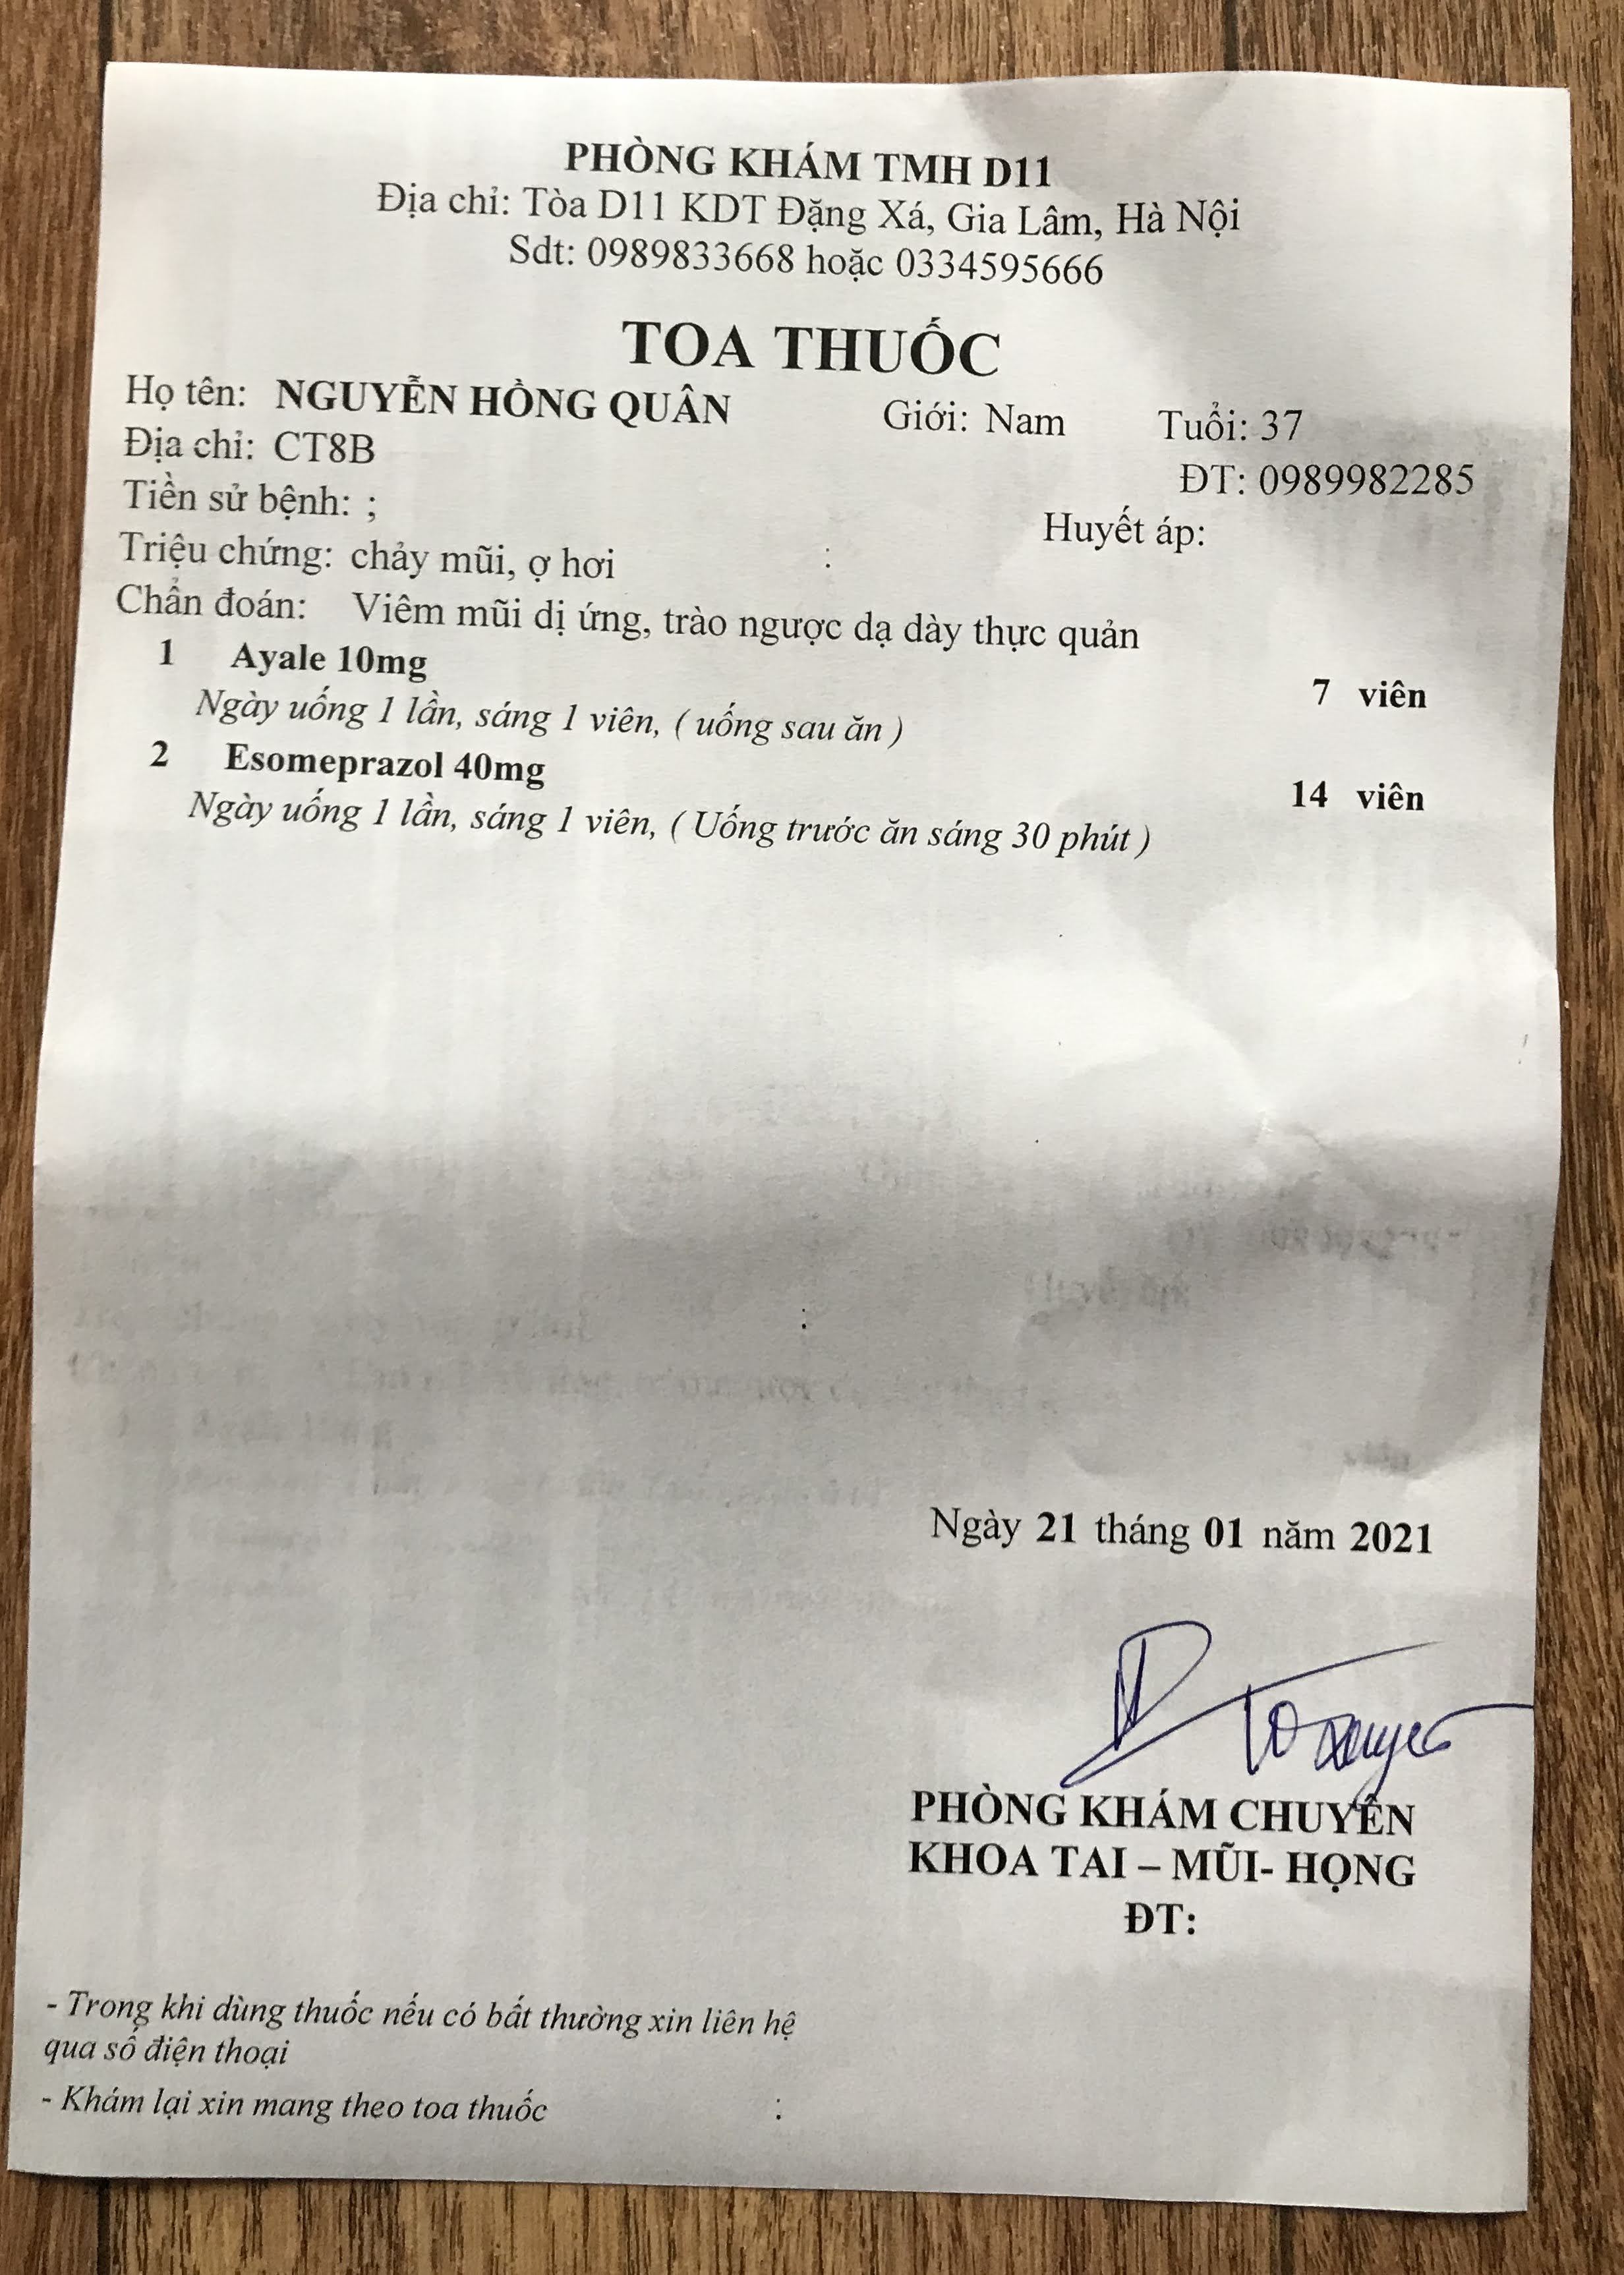 PHÒNG KHÁM TMH D11
Địa chỉ: Tòa D11 KDT Đặng Xá, Gia Lâm, Hà Nội
Sdt: 0989833668 hoặc 0334595666
TOA THUỐC
Họ tên: NGUYỄN HỒNG QUÂN Giới: Nam Tuổi: 37
Địa chỉ: CT8B ĐT: 0989982285
Tiền sử bệnh: ; Huyết áp:
Triệu chứng: chảy mũi, ợ hơi :
Chẩn đoán: Viêm mũi dị ứng, trào ngược dạ dày thực quản
1 Ayale 10mg 7 viên
Ngày uống 1 lần, sáng 1 viên, ( uống sau ăn )
2 Esomeprazol 40mg 14 viên
Ngày uống 1 lần, sáng 1 viên, ( Uống trước ăn sáng 30 phút )
Ngày 21 tháng 01 năm 2021
PHÒNG KHÁM CHUYÊN
KHOA TAI – MŨI- HỌNG
ĐT:
- Trong khi dùng thuốc nếu có bất thường xin liên hệ
qua số điện thoại
- Khám lại xin mang theo toa thuốc :